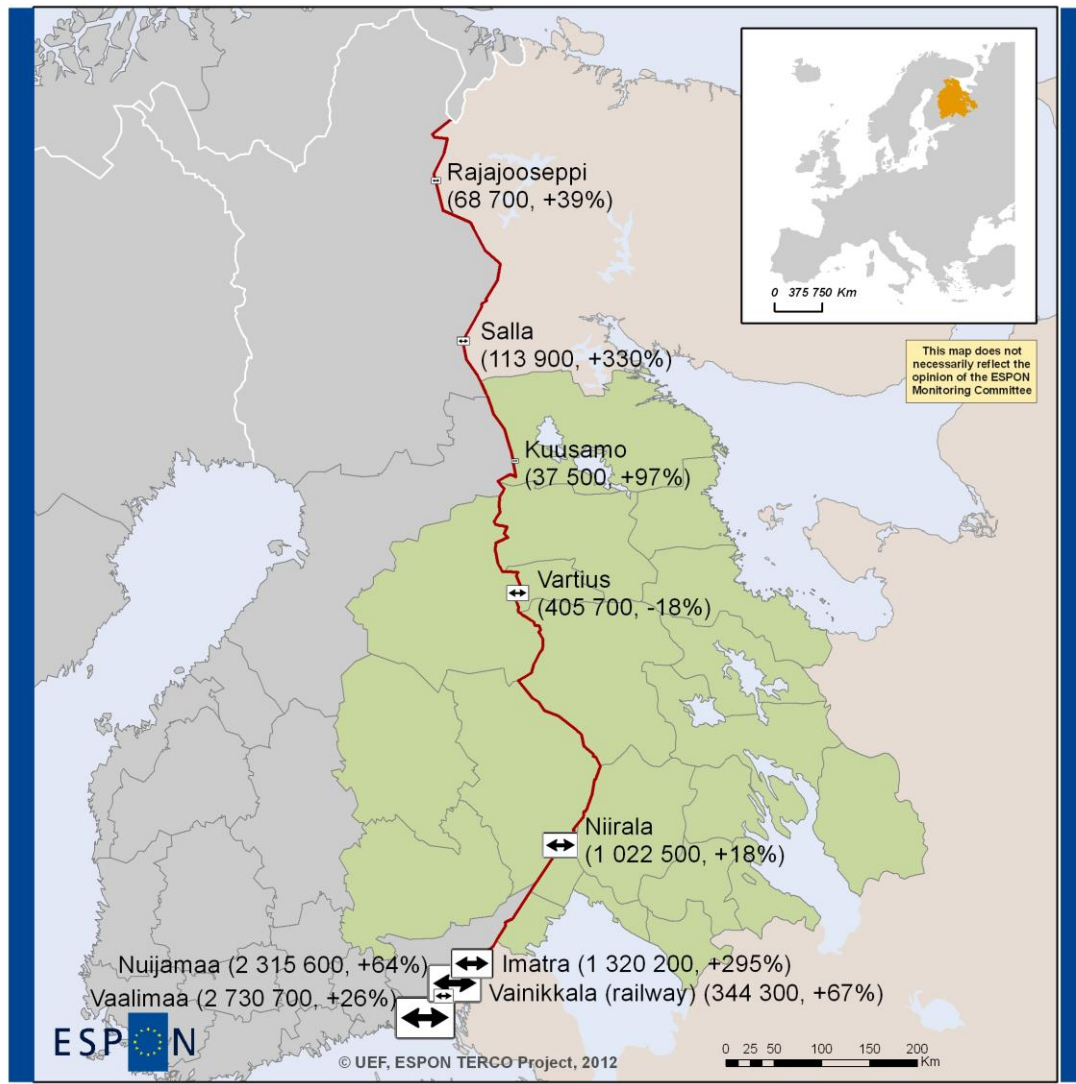 Rajajooseppi
(68 700, +39%)
0 375 750 Km
Salla
(113 900, +330%)
This map does not
necessarily reflect the
opinion of the ESPON
Monitoring Committee
Kuusamo
(37 500, +97%)
Vartius
(405 700, -18%)
Niirala
(1 022 500, +18%)
Nuijamaa (2 315 600, +64%)
Imatra (1 320 200, +295%)
Vaalimaa (2 730 700, +26%)
Vainikkala (railway) (344 300, +67%)
ESPON
© UEF, ESPON TERCO Project, 2012
0 25 50 100 150 200
Km